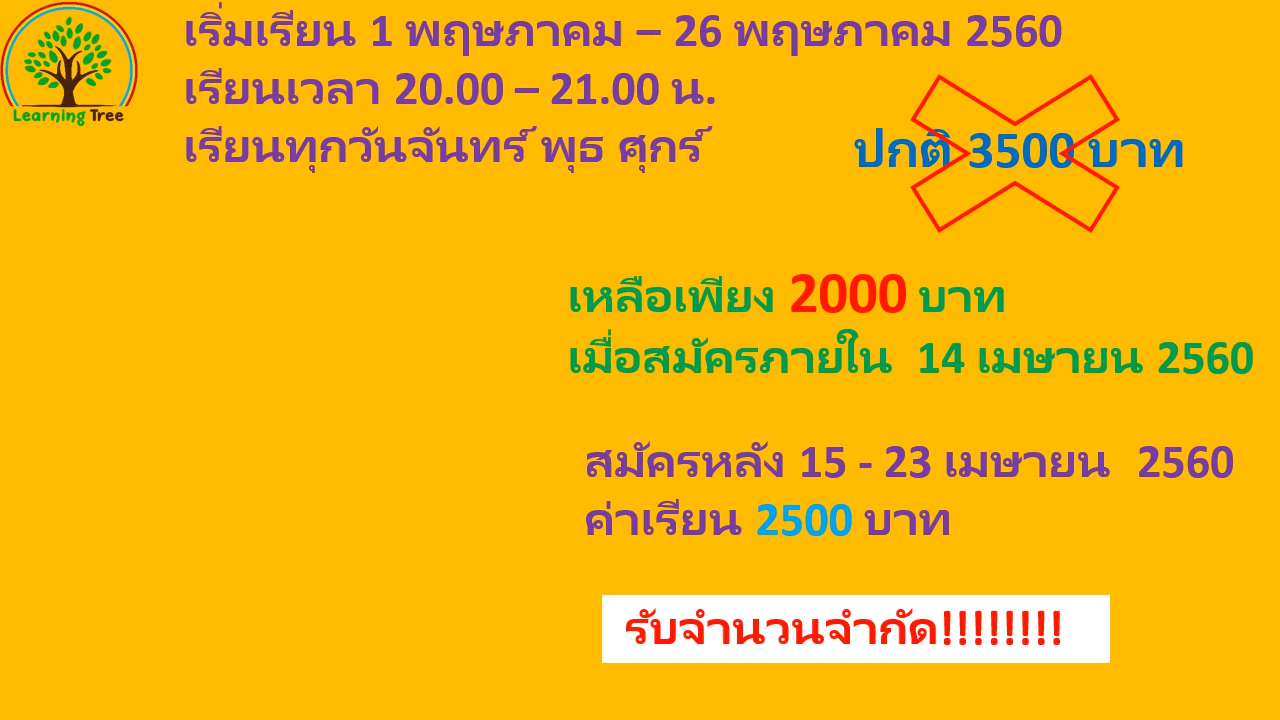 Learning Tree
เริ่มเรียน 1 พฤษภาคม – 26 พฤษภาคม 2560
เรียนเวลา 20.00 – 21.00 น.
เรียนทุกวันจันทร์ พุธ ศุกร์
ปกติ 3500 บาท
เหลือเพียง 2000 บาท
เมื่อสมัครภายใน 14 เมษายน 2560
สมัครหลัง 15 - 23 เมษายน 2560
ค่าเรียน 2500 บาท
รับจำนวนจำกัด!!!!!!!!